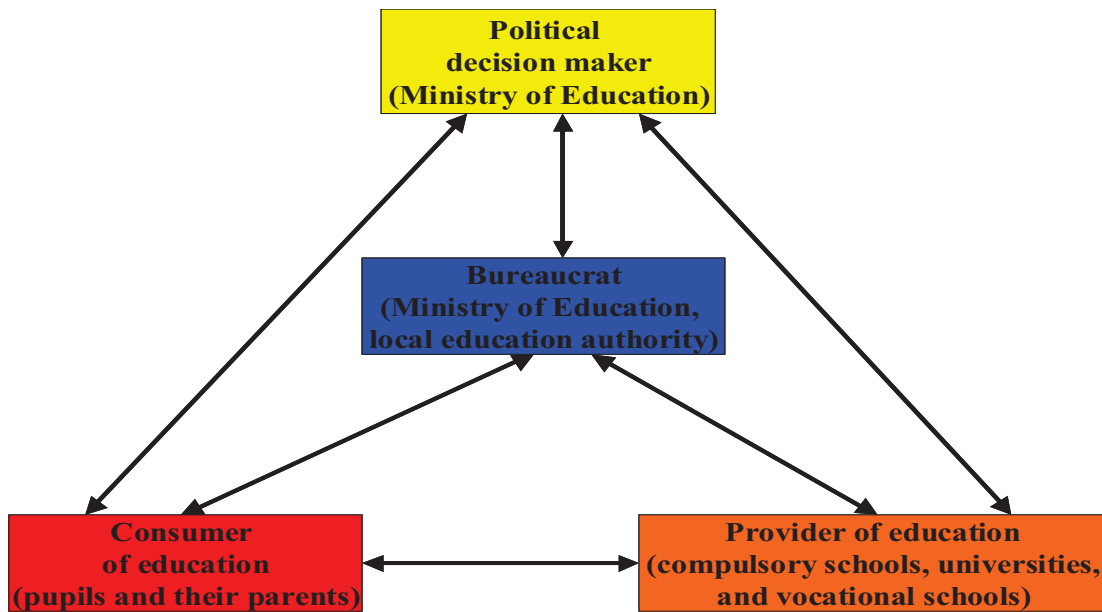 Political
decision maker
(Ministry of Education)
Bureaucrat
(Ministry of Education,
local education authority)
Consumer
of education
(pupils and their parents)
Provider of education
(compulsory schools, universities,
and vocational schools)